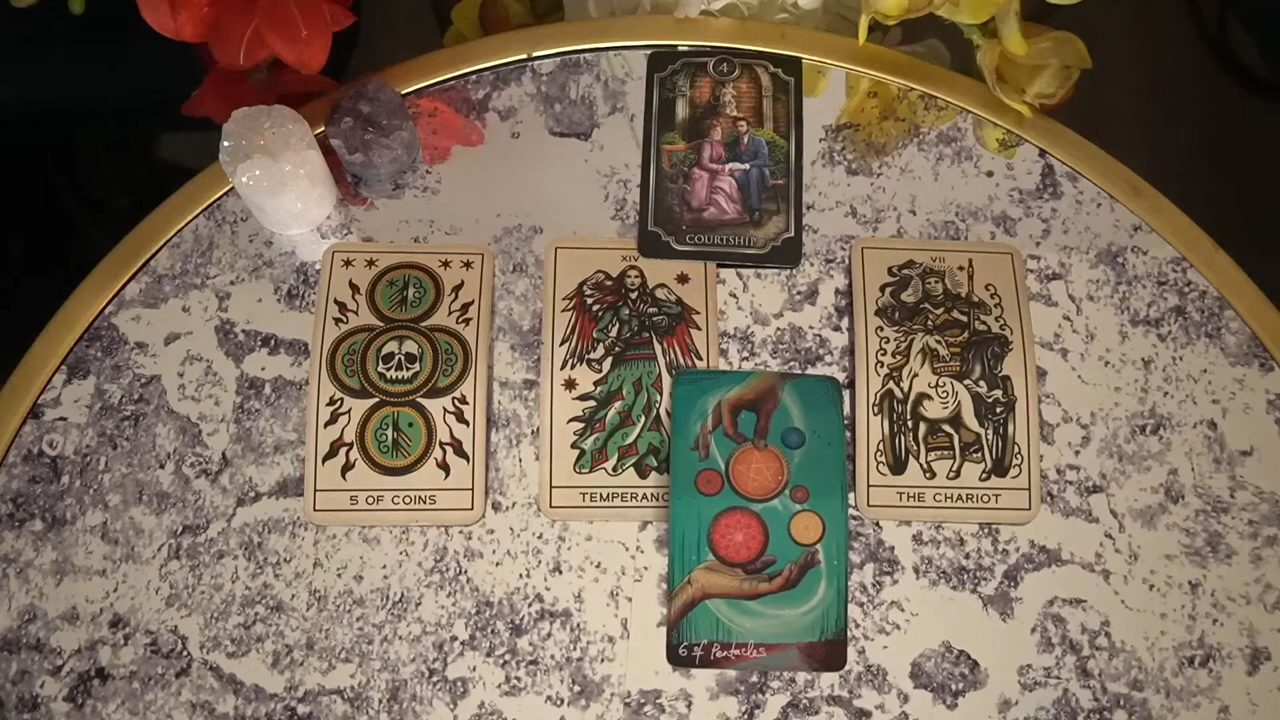 4
COURTSHIP
5 OF COINS
XIV
TEMPERANC
VII
THE CHARIOT
6 of Pentacles